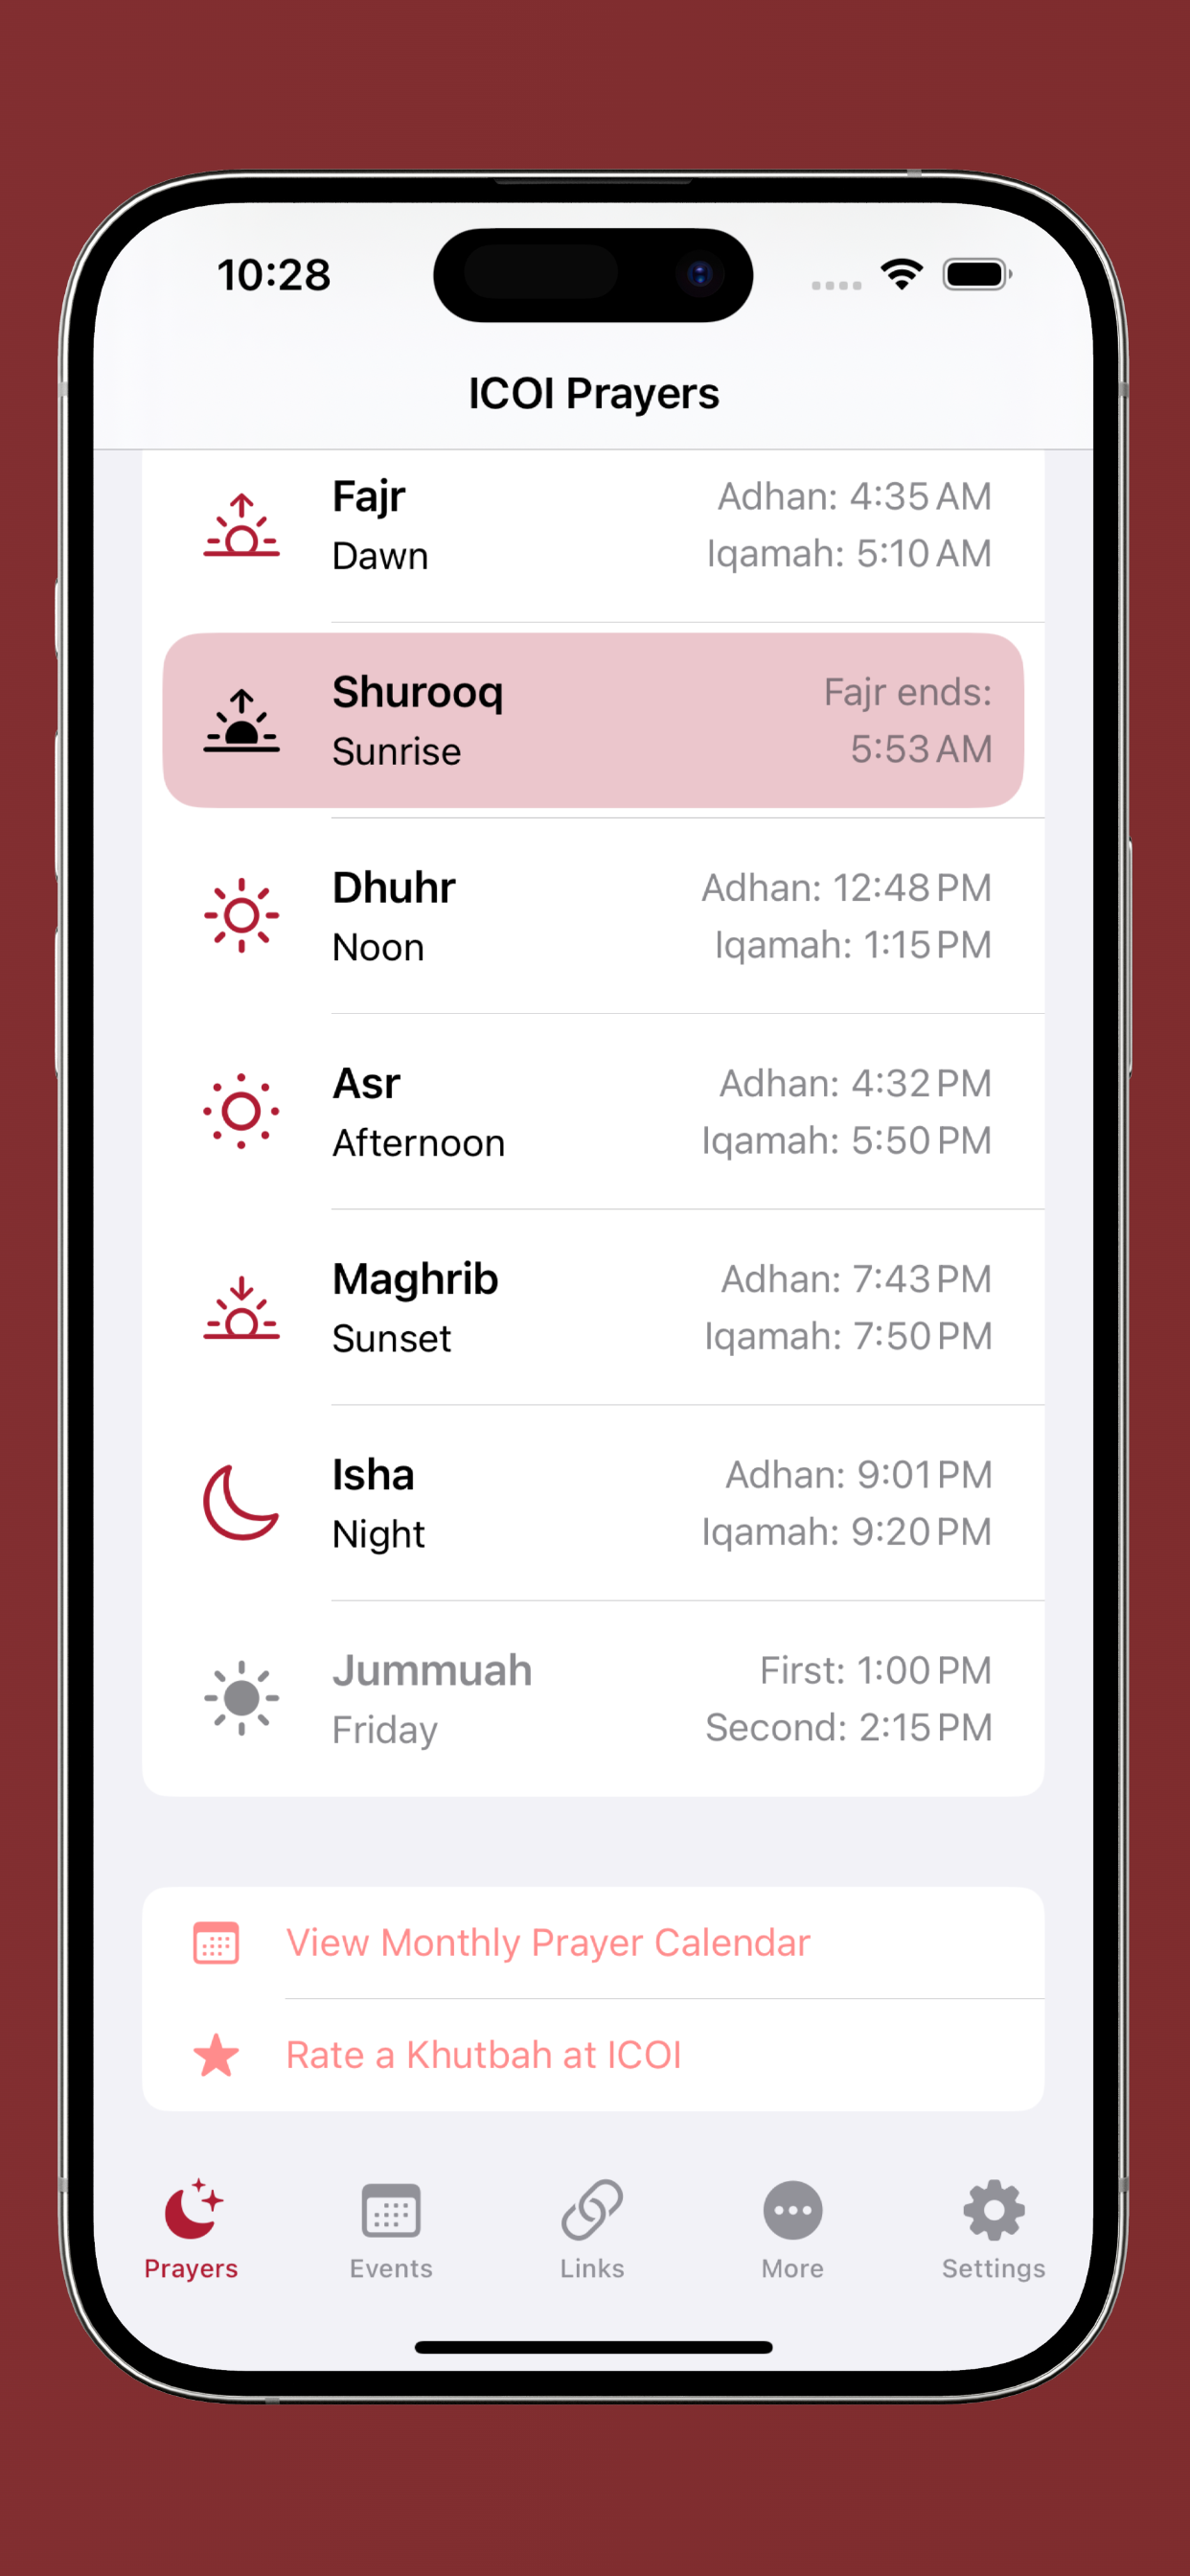 10:28
ICOI Prayers
Fajr
Adhan: 4:35 AM
Dawn
Iqamah: 5:10 AM
Shurooq
Fajr ends:
Sunrise
5:53 AM
Dhuhr
Adhan: 12:48 PM
Noon
Iqamah: 1:15 PM
Asr
Adhan: 4:32 PM
Afternoon
Iqamah: 5:50 PM
Maghrib
Adhan: 7:43 PM
Sunset
Iqamah: 7:50 PM
Isha
Adhan: 9:01 PM
Night
Iqamah: 9:20 PM
Jummuah
First: 1:00 PM
Friday
Second: 2:15 PM
View Monthly Prayer Calendar
Rate a Khutbah at ICOI
Prayers
Events
Links
More
Settings